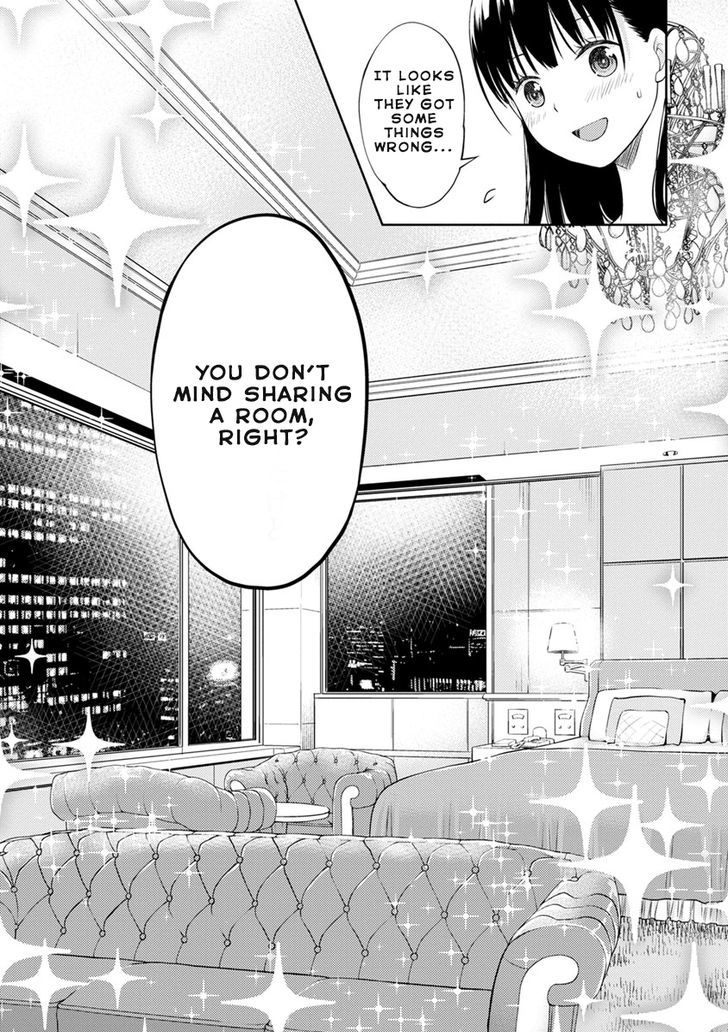 IT LOOKS
LIKE
THEY GOT
SOME
THINGS
WRONG...
YOU DON'T
MIND SHARING
A ROOM,
RIGHT?